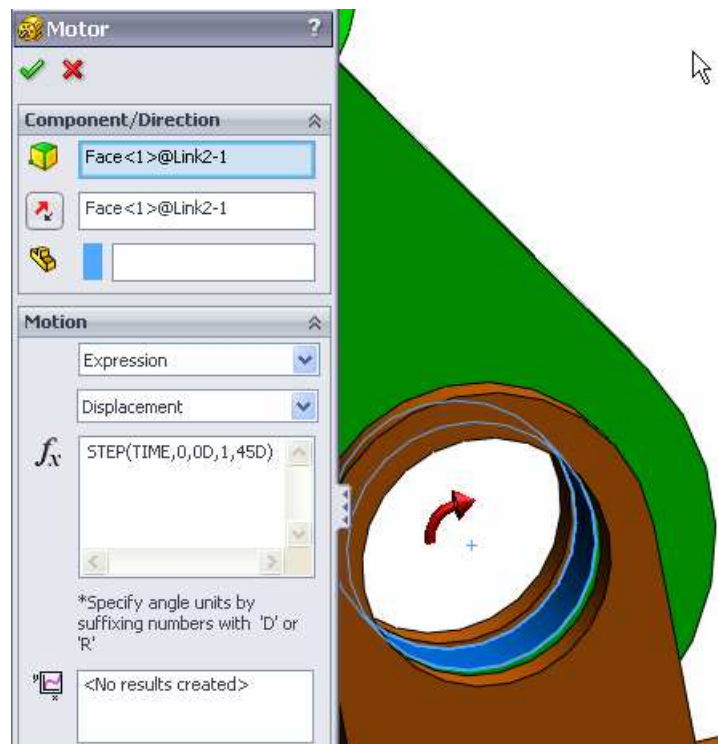 Motor ?
Component/Direction
Face<1>@Link2-1
Face<1>@Link2-1
Motion
Expression
Displacement
fx STEP(TIME,0,0D,1,45D)
*Specify angle units by
suffixing numbers with 'D' or
'R'
<No results created>